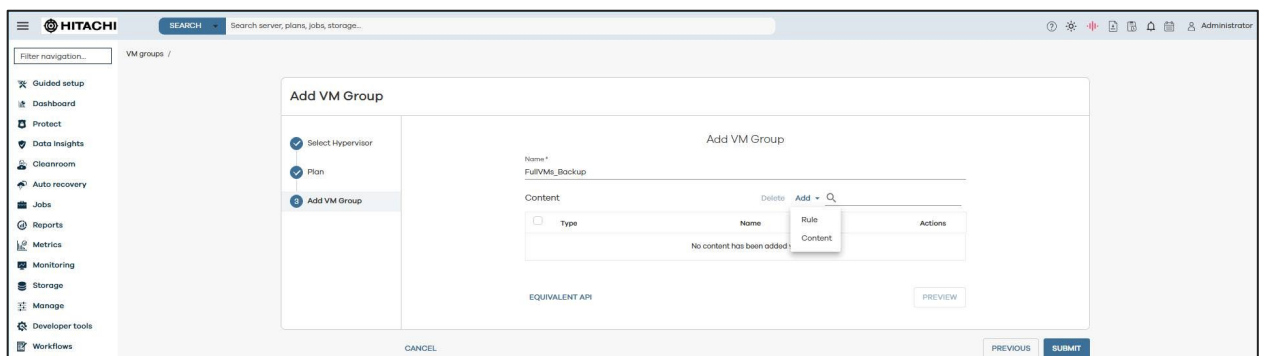 HITACHI
SEARCH
Search server, plans, jobs, storage...
Administrator
Filter navigation...
VM groups /
Guided setup
Dashboard
Protect
Data Insights
Cleanroom
Auto recovery
Jobs
Reports
Metrics
Monitoring
Storage
Manage
Developer tools
Workflows
Add VM Group
Select Hypervisor
Plan
3 Add VM Group
Add VM Group
Name*
FullVMs_Backup
Content Delete Add
Rule
Content
Type Name Actions
No content has been added
EQUIVALENT API PREVIEW
CANCEL PREVIOUS SUBMIT